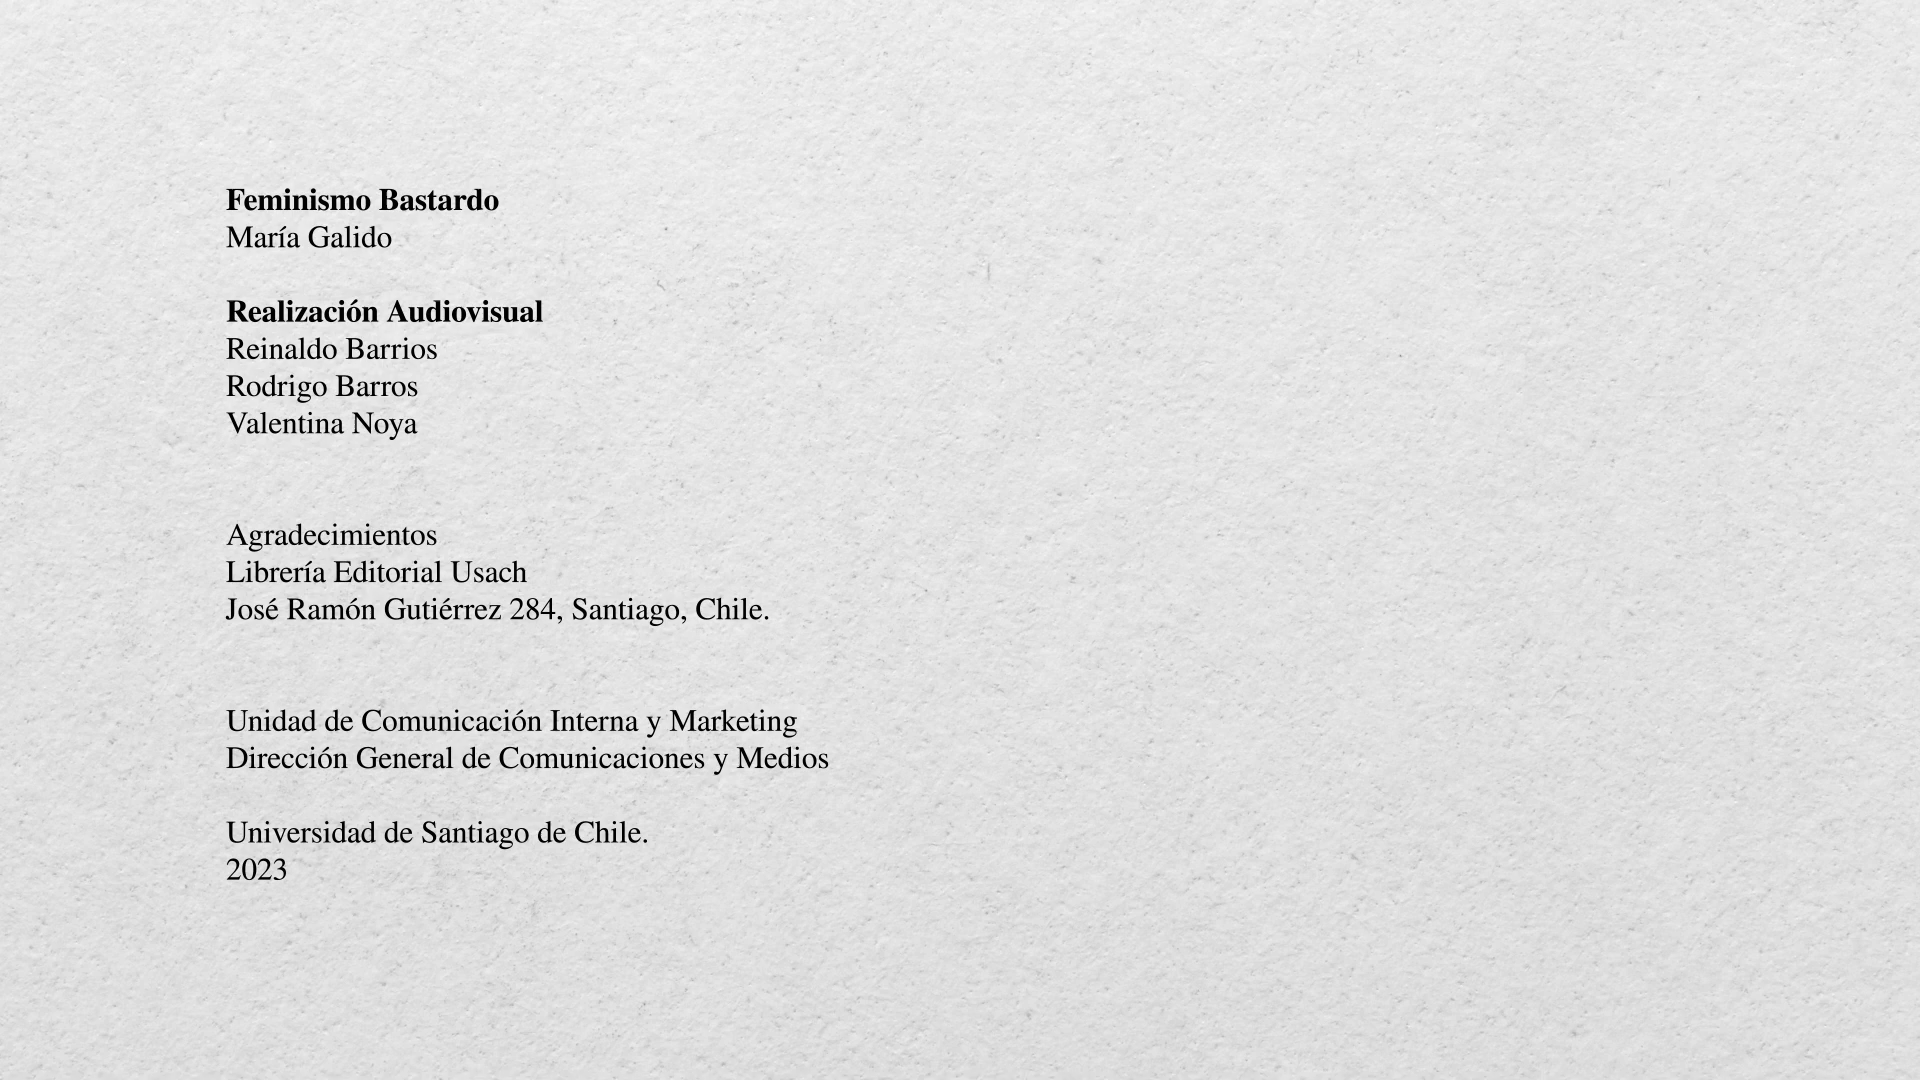 Feminismo Bastardo
María Galido
Realización Audiovisual
Reinaldo Barrios
Rodrigo Barros
Valentina Noya
Agradecimientos
Librería Editorial Usach
José Ramón Gutiérrez 284, Santiago, Chile.
Unidad de Comunicación Interna y Marketing
Dirección General de Comunicaciones y Medios
Universidad de Santiago de Chile.
2023